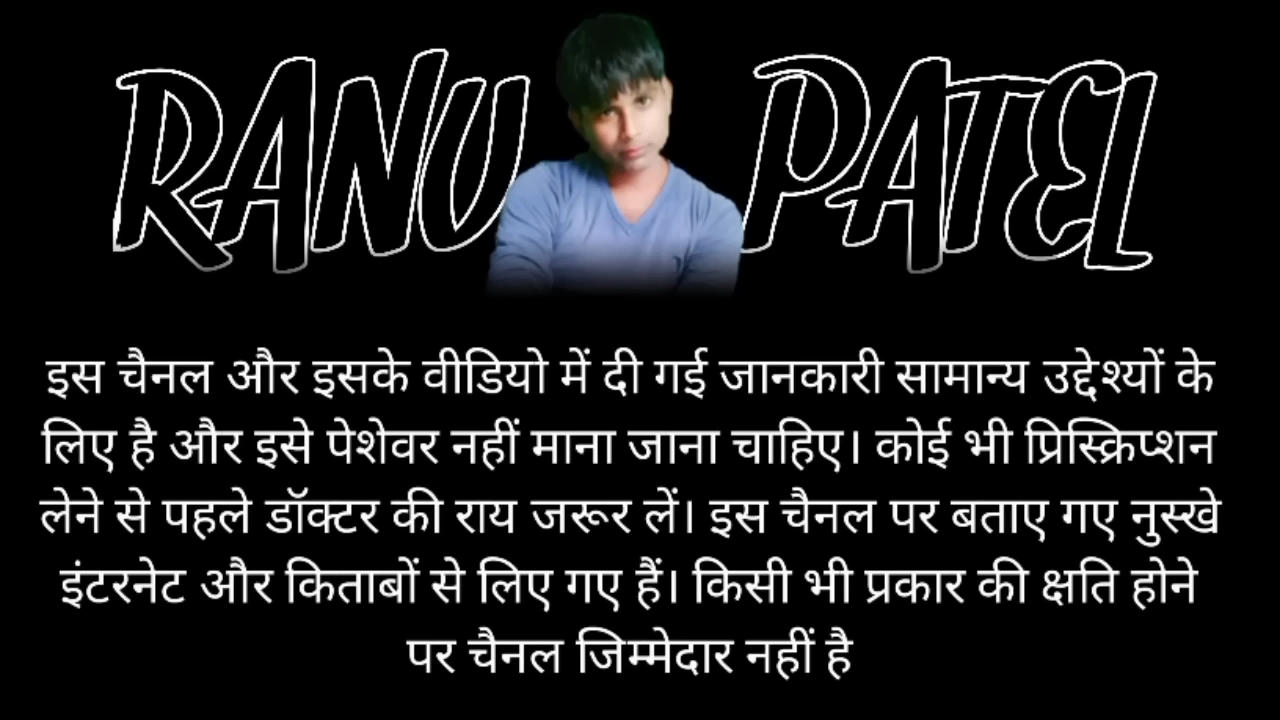 RANU PATEL
इस चैनल और इसके वीडियो में दी गई जानकारी सामान्य उद्देश्यों के
लिए है और इसे पेशेवर नहीं माना जाना चाहिए। कोई भी प्रिस्क्रिप्शन
लेने से पहले डॉक्टर की राय जरूर लें। इस चैनल पर बताए गए नुस्खे
इंटरनेट और किताबों से लिए गए हैं। किसी भी प्रकार की क्षति होने
पर चैनल जिम्मेदार नहीं है